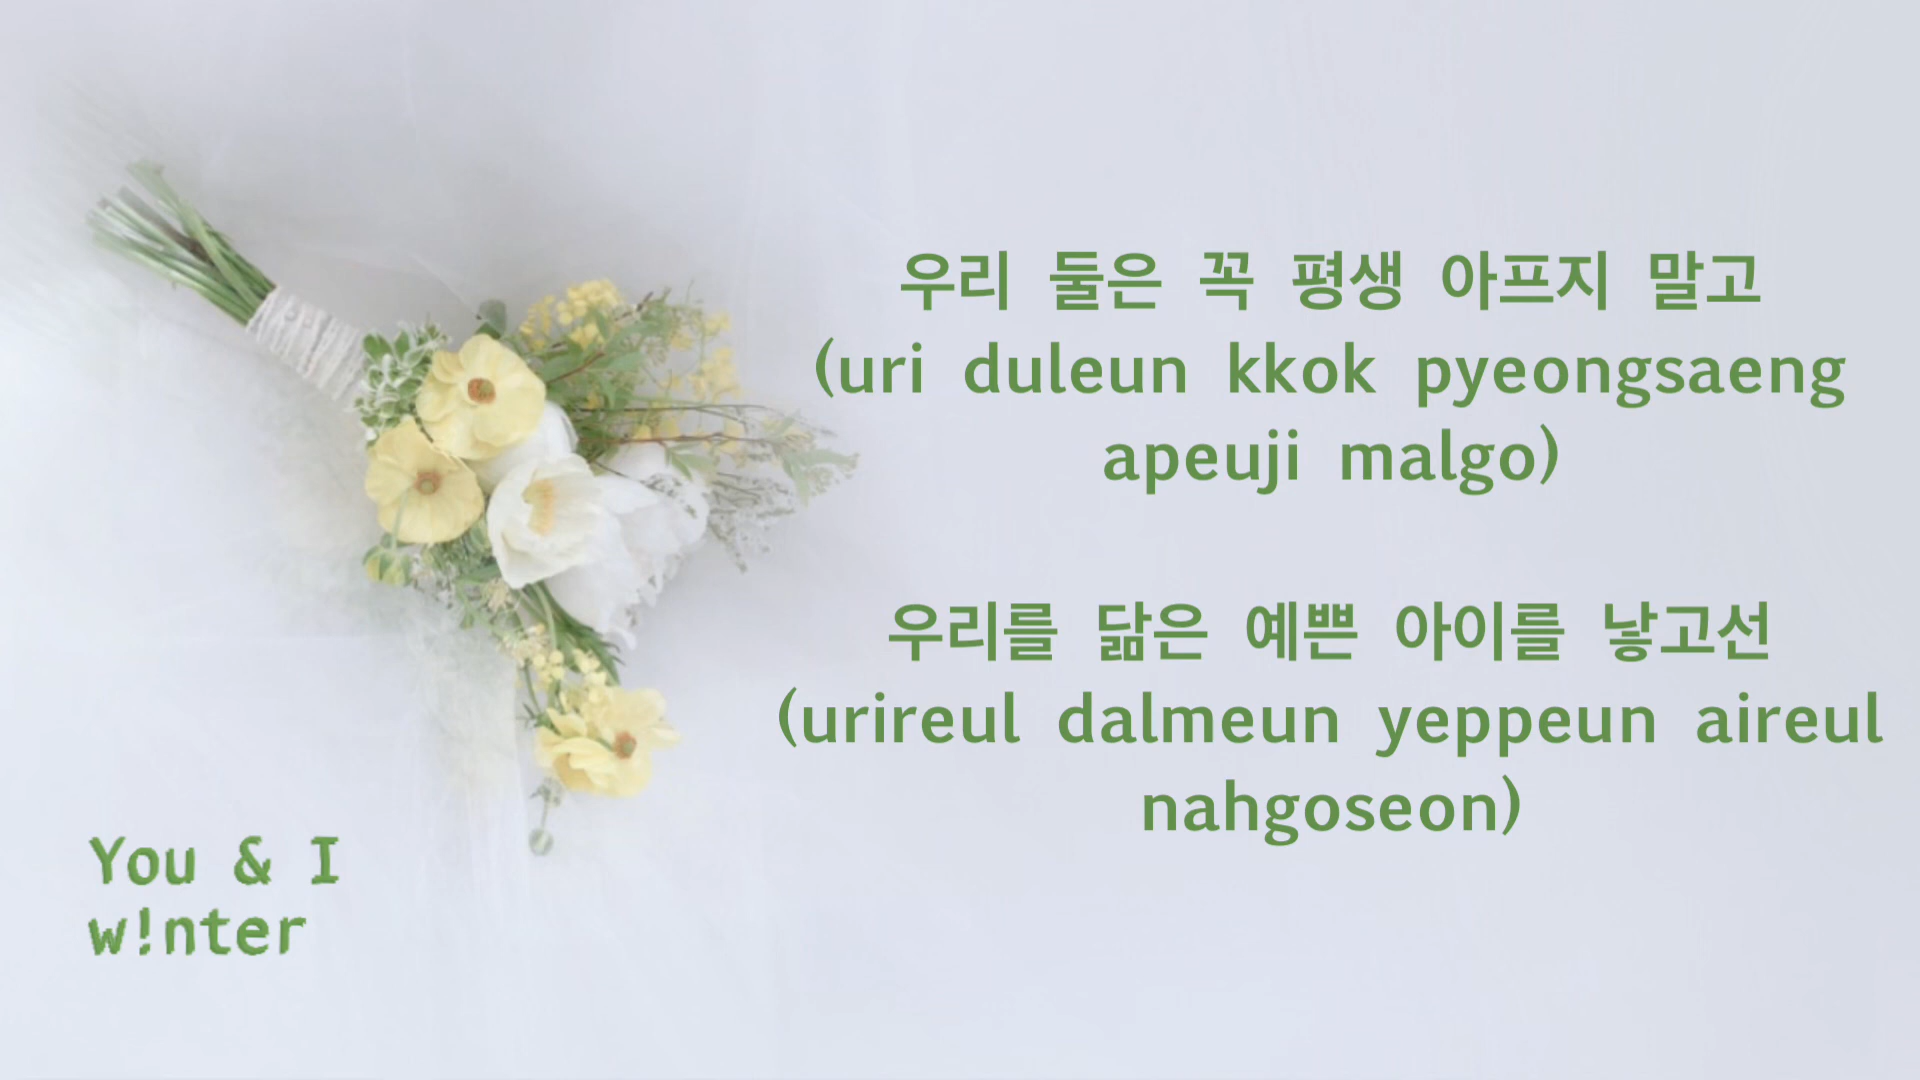 우리 둘은 꼭 평생 아프지 말고
(uri duleun kkok pyeongsaeng
apeuji malgo)
우리를 닮은 예쁜 아이를 낳고선
(urireul dalmeun yeppeun aireul
nahgoseon)
You & I
w!nter